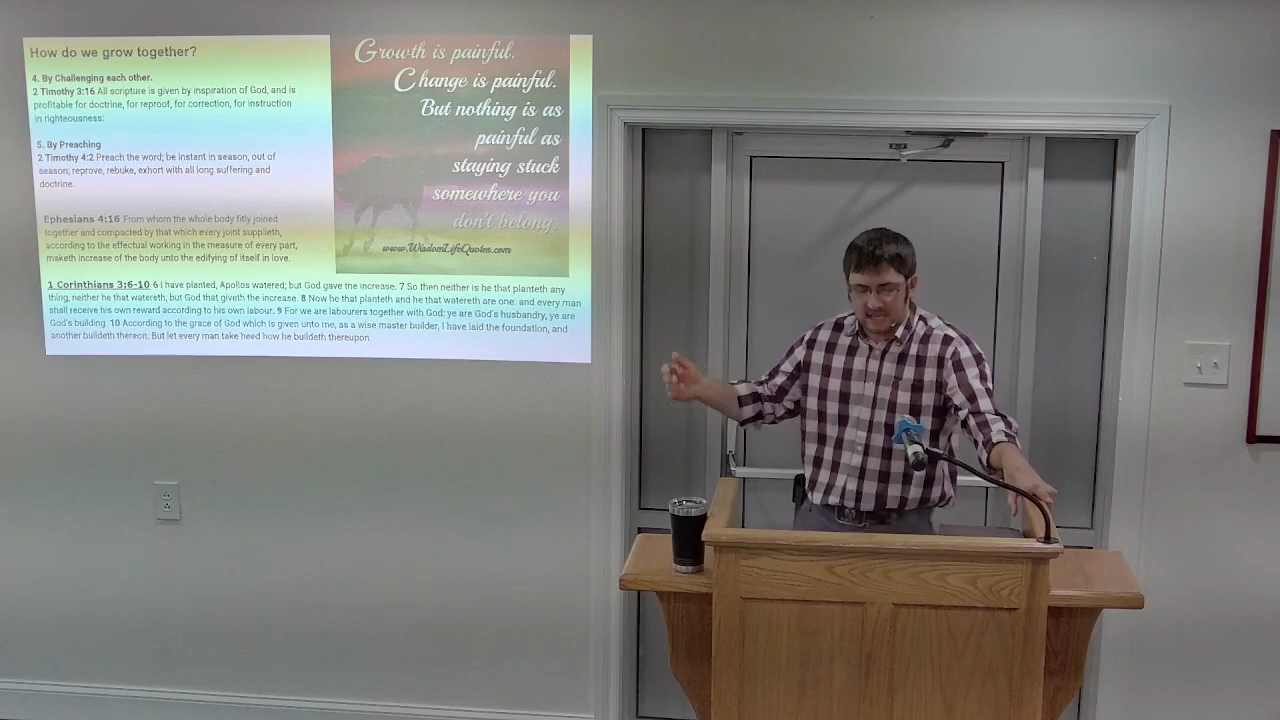 How do we grow together?
4. By Challenging each other.
2 Timothy 3:16 All scripture is given by inspiration of God, and is
profitable for doctrine, for reproof, for correction, for instruction
in righteousness:
5. By Preaching
2 Timothy 4:2 Preach the word; be instant in season, out of
season; reprove, rebuke, exhort with all long suffering and
doctrine.
Ephesians 4:16 From whom the whole body fitly joined
together and compacted by that which every joint supplieth,
according to the effectual working in the measure of every part,
maketh increase of the body unto the edifying of itself in love.
Growth is painful.
Change is painful.
But nothing is as
painful as
staying stuck
somewhere you
don't belong.
www.WisdomLifeQuotes.com
1 Corinthians 3:6-10 6 I have planted, Apollos watered; but God gave the increase. 7 So then neither is he that planteth any
thing, neither he that watereth; but God that giveth the increase. 8 Now he that planteth and he that watereth are one: and every man
shall receive his own reward according to his own labour. 9 For we are labourers together with God: ye are God's husbandry, ye are
God's building. 10 According to the grace of God which is given unto me, as a wise master builder, I have laid the foundation, and
another buildeth thereon. But let every man take heed how he buildeth thereupon.